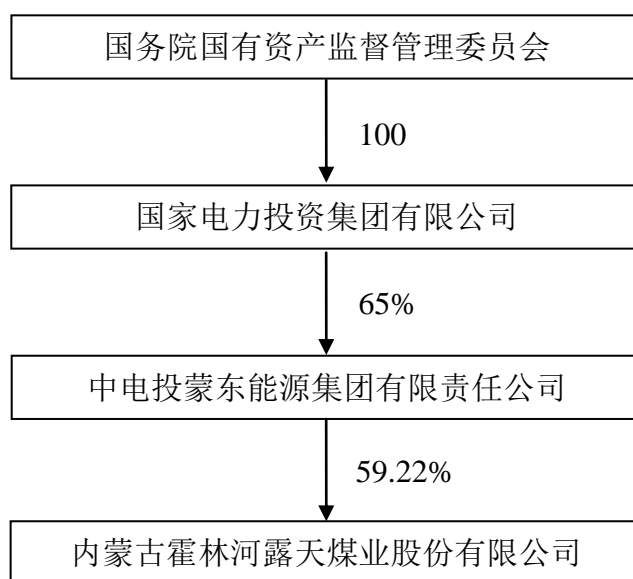 国务院国有资产监督管理委员会
100
国家电力投资集团有限公司
65%
中电投蒙东能源集团有限责任公司
59.22%
内蒙古霍林河露天煤业股份有限公司